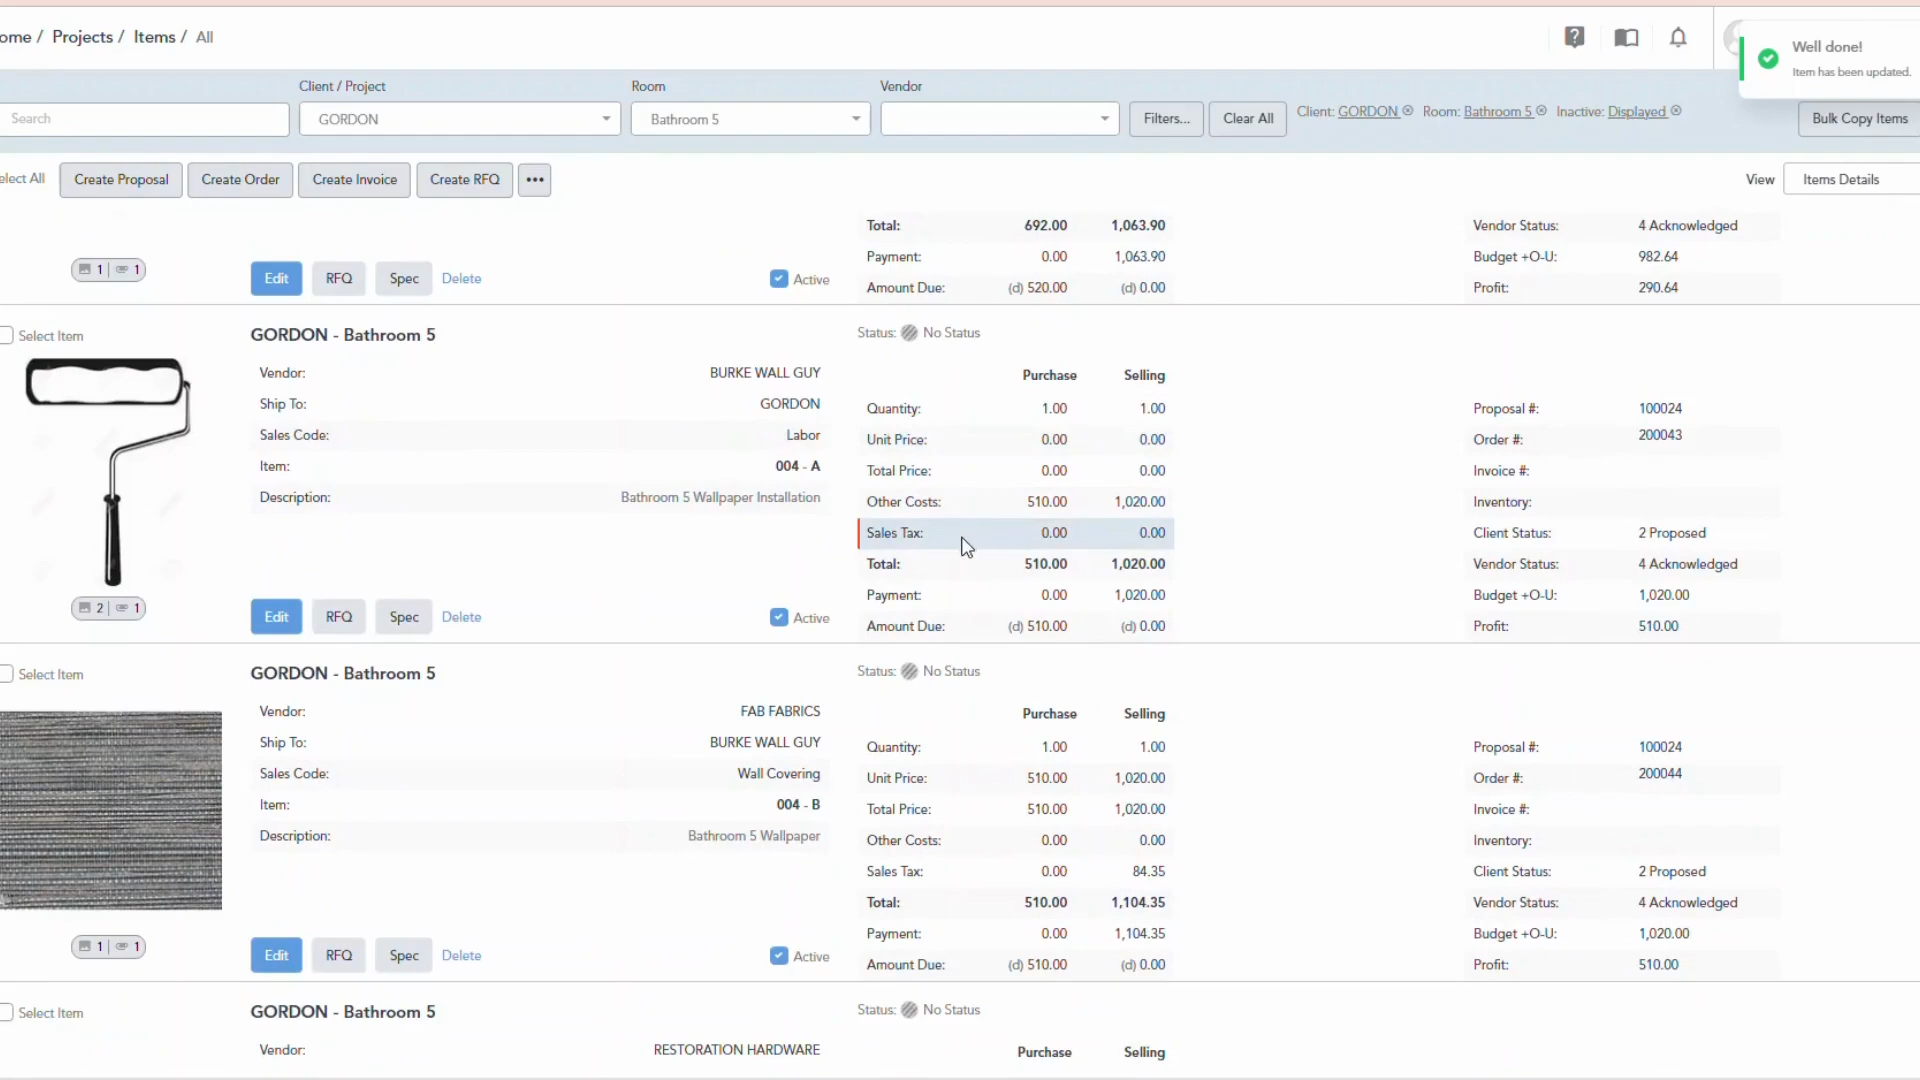 ome / Projects / Items / All
Well done!
Item has been updated.
Client / Project
Room
Vendor
Search
GORDON
Bathroom 5
Filters...
Clear All
Client: GORDON Room: Bathroom 5 Inactive: Displayed
Bulk Copy Items
elect All
Create Proposal
Create Order
Create Invoice
Create RFQ
•••
View
Items Details
Total: 692.00 1,063.90
Vendor Status: 4 Acknowledged
Payment: 0.00 1,063.90
Budget +O-U: 982.64
1 | 1
Edit RFQ Spec Delete
Active
Amount Due: (d) 520.00 (d) 0.00
Profit: 290.64
Select Item
GORDON - Bathroom 5
Status: No Status
Vendor: BURKE WALL GUY
Purchase Selling
Ship To: GORDON
Quantity: 1.00 1.00
Proposal #: 100024
Sales Code: Labor
Unit Price: 0.00 0.00
Order #: 200043
Item: 004 - A
Total Price: 0.00 0.00
Invoice #:
Description: Bathroom 5 Wallpaper Installation
Other Costs: 510.00 1,020.00
Inventory:
Sales Tax: 0.00 0.00
Client Status: 2 Proposed
Total: 510.00 1,020.00
Vendor Status: 4 Acknowledged
Payment: 0.00 1,020.00
Budget +O-U: 1,020.00
2 | 1
Edit RFQ Spec Delete
Active
Amount Due: (d) 510.00 (d) 0.00
Profit: 510.00
Select Item
GORDON - Bathroom 5
Status: No Status
Vendor: FAB FABRICS
Purchase Selling
Ship To: BURKE WALL GUY
Quantity: 1.00 1.00
Proposal #: 100024
Sales Code: Wall Covering
Unit Price: 510.00 1,020.00
Order #: 200044
Item: 004 - B
Total Price: 510.00 1,020.00
Invoice #:
Description: Bathroom 5 Wallpaper
Other Costs: 0.00 0.00
Inventory:
Sales Tax: 0.00 84.35
Client Status: 2 Proposed
Total: 510.00 1,104.35
Vendor Status: 4 Acknowledged
Payment: 0.00 1,104.35
Budget +O-U: 1,020.00
1 | 1
Edit RFQ Spec Delete
Active
Amount Due: (d) 510.00 (d) 0.00
Profit: 510.00
Select Item
GORDON - Bathroom 5
Status: No Status
Vendor: RESTORATION HARDWARE
Purchase Selling